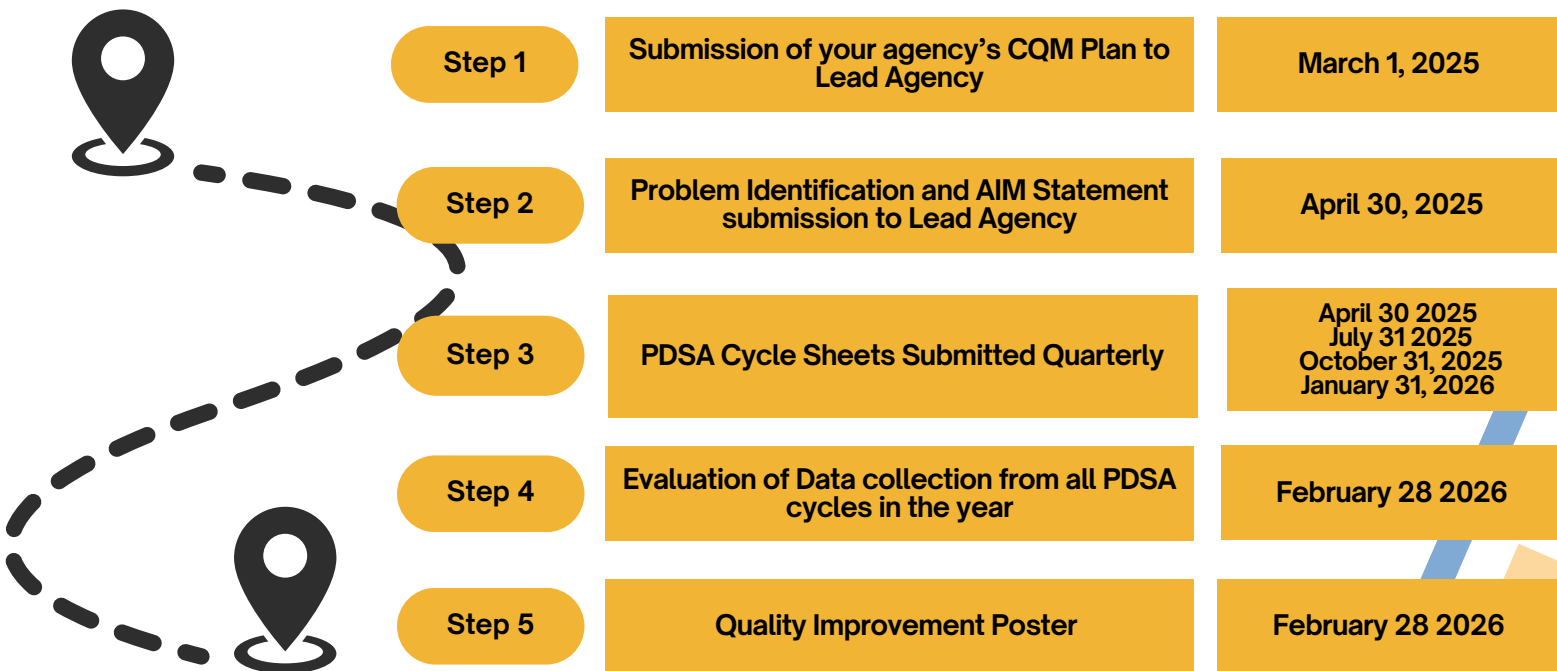 Step 1
Submission of your agency’s CQM Plan to
Lead Agency
March 1, 2025
Step 2
Problem Identification and AIM Statement
submission to Lead Agency
April 30, 2025
Step 3
PDSA Cycle Sheets Submitted Quarterly
April 30 2025
July 31 2025
October 31, 2025
January 31, 2026
Step 4
Evaluation of Data collection from all PDSA
cycles in the year
February 28 2026
Step 5
Quality Improvement Poster
February 28 2026